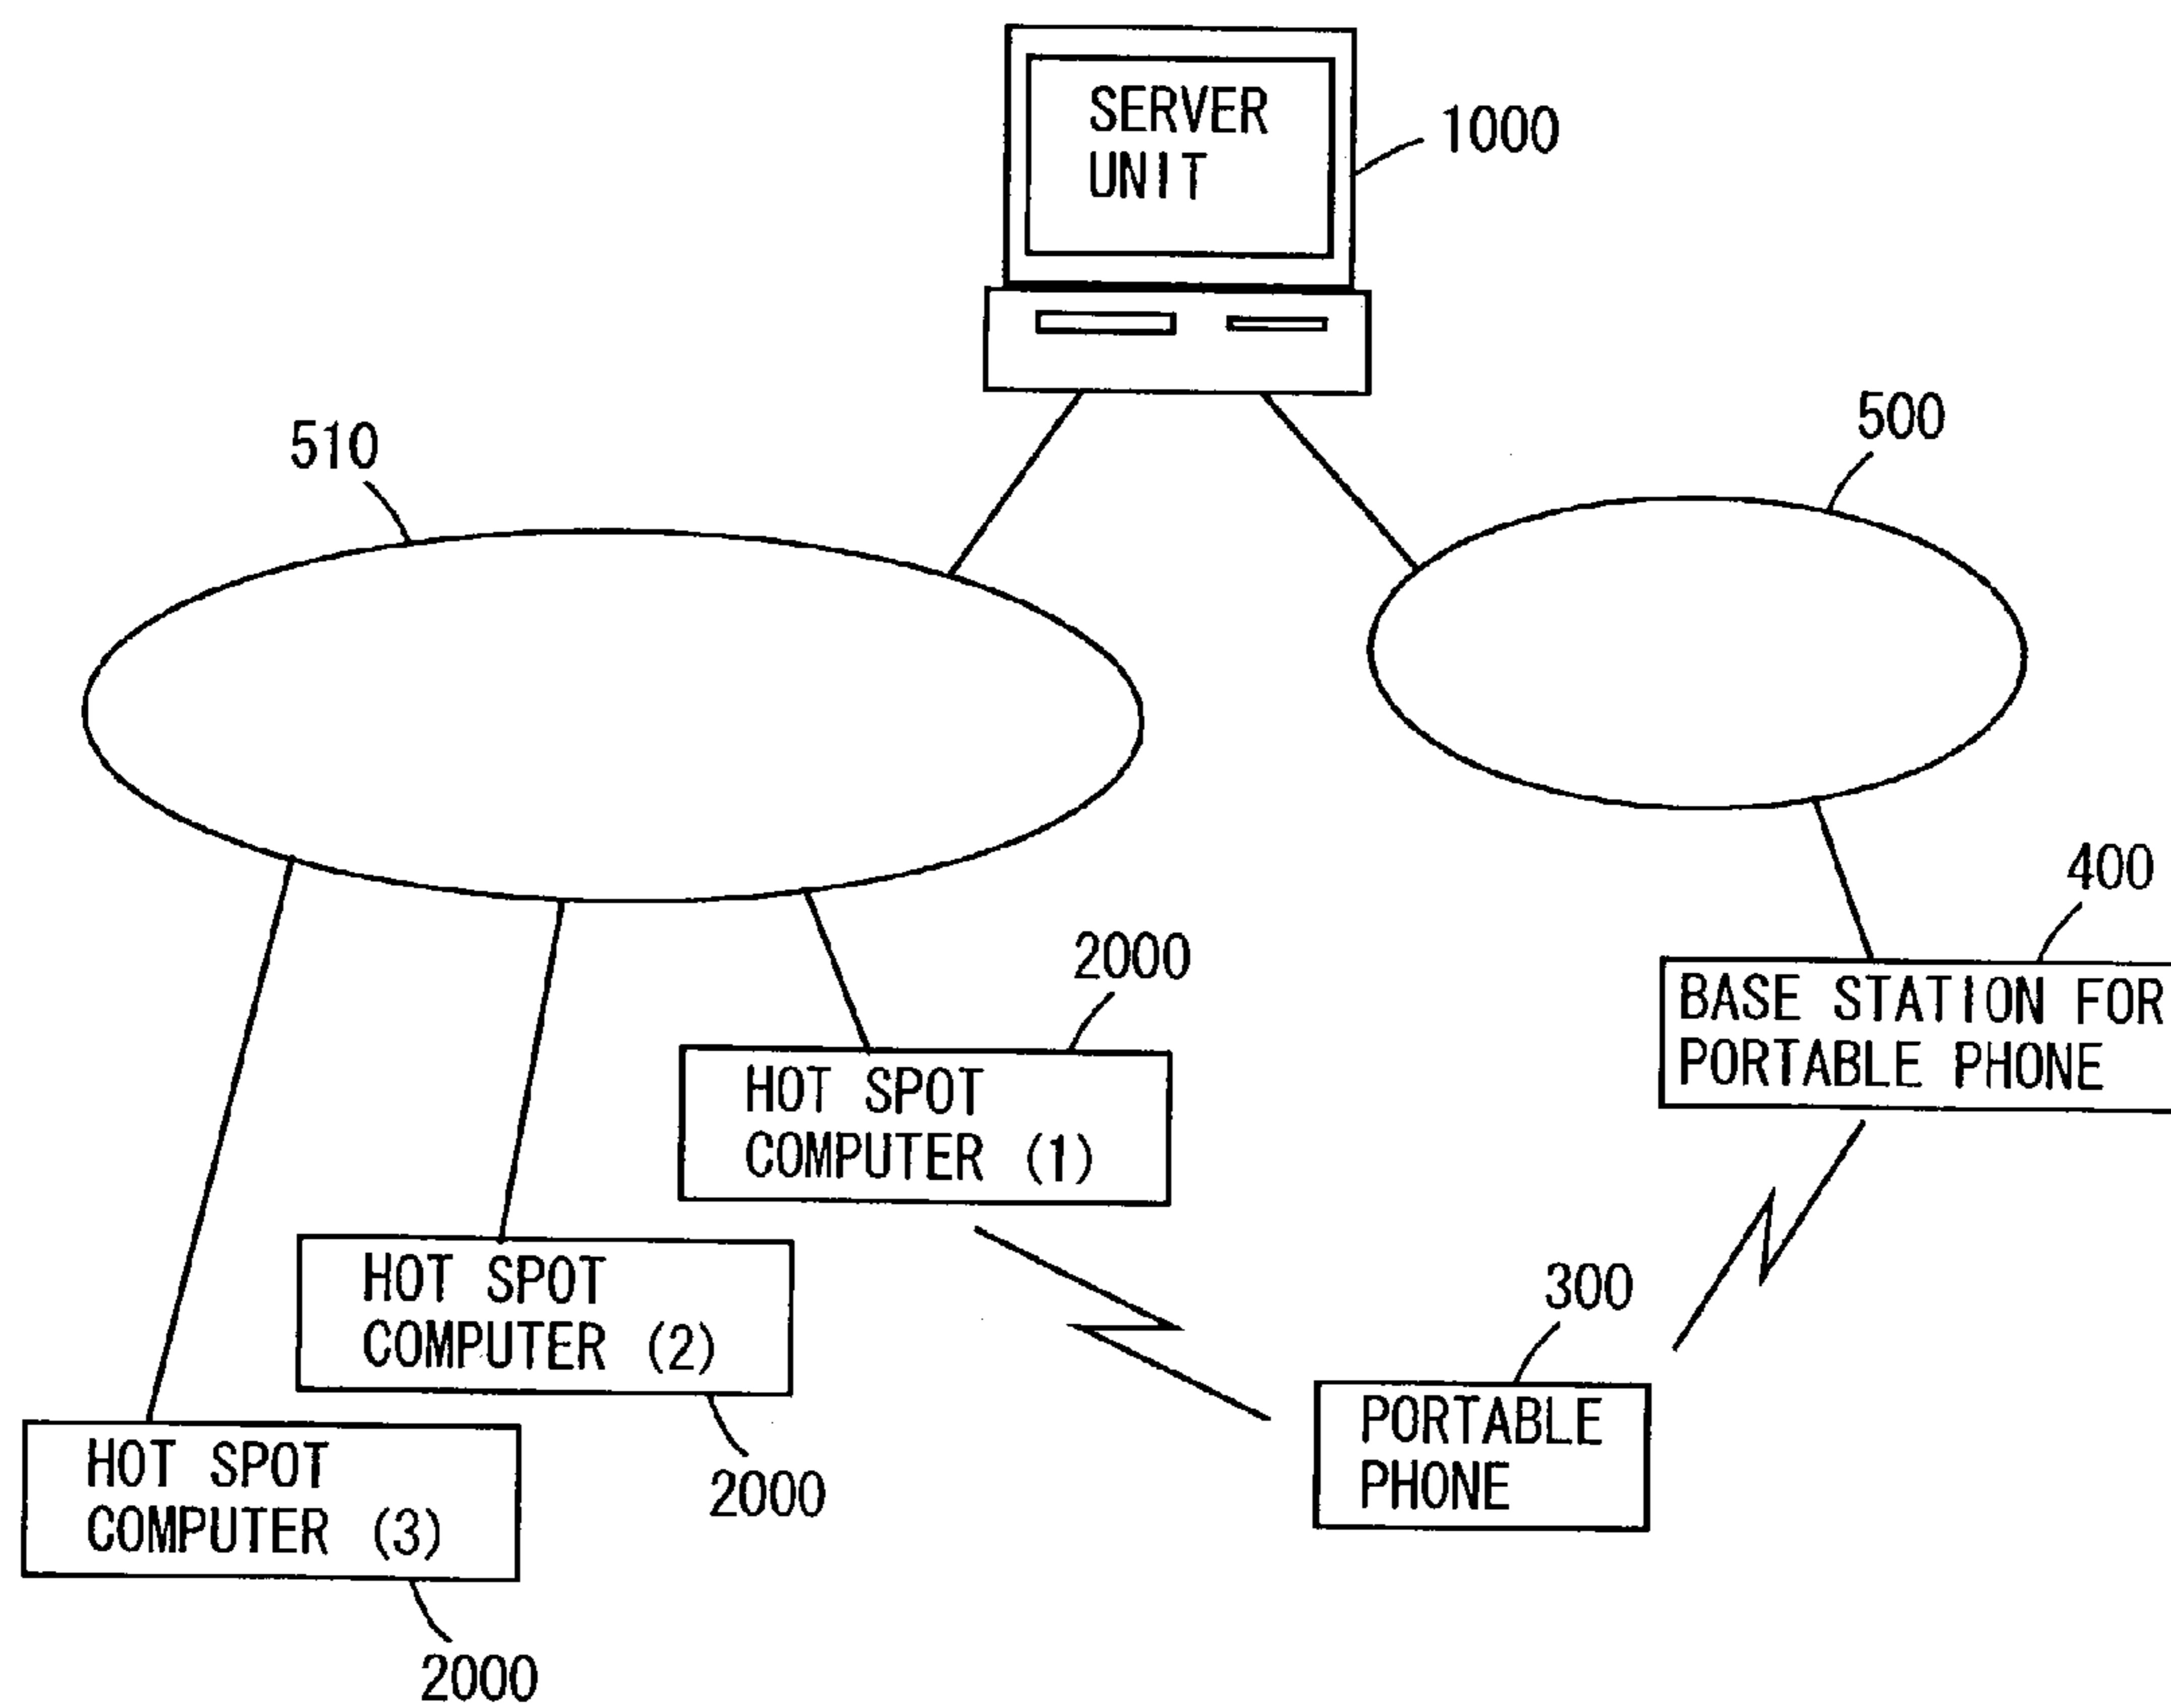 SERVER
UNIT
1000
510
500
400
2000
BASE STATION FOR
PORTABLE PHONE
HOT SPOT
COMPUTER (1)
300
HOT SPOT
COMPUTER (2)
PORTABLE
PHONE
2000
HOT SPOT
COMPUTER (3)
2000